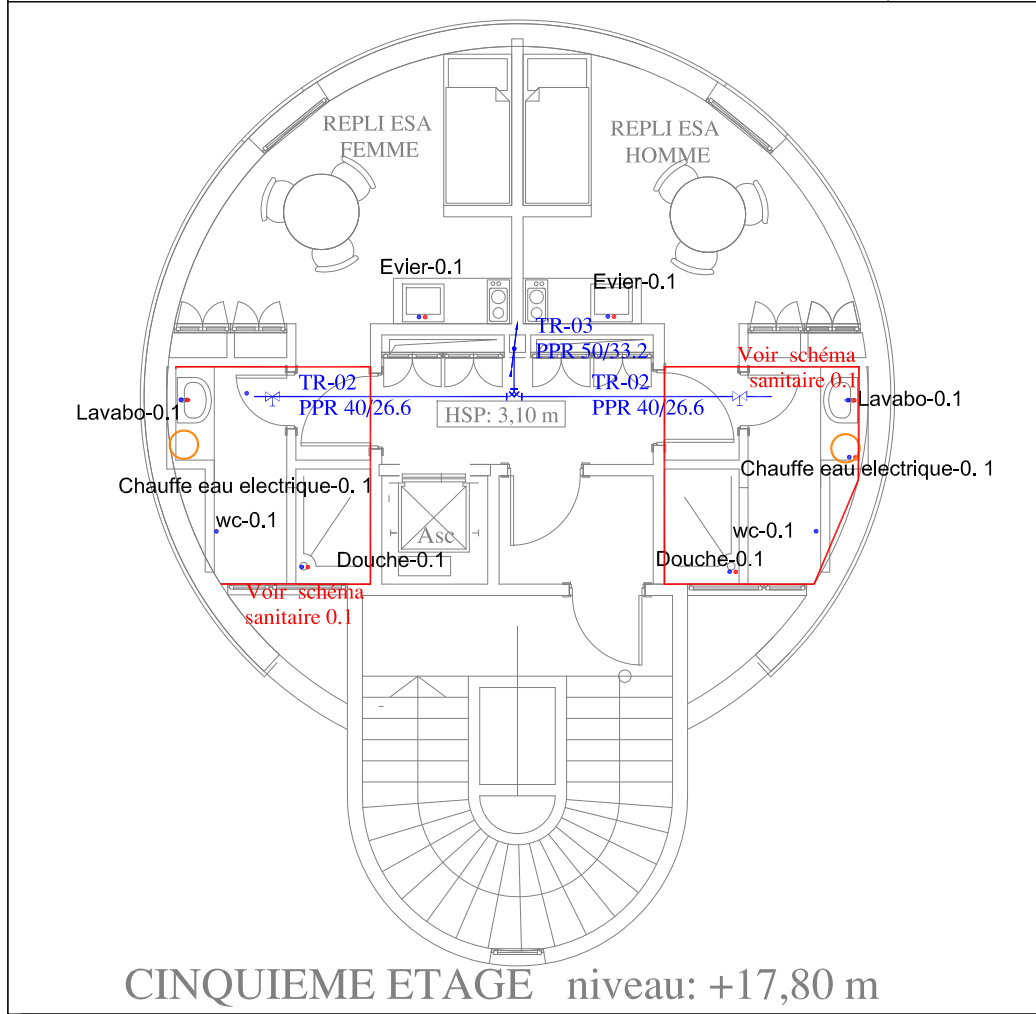 REPLI ESA
FEMME
REPLI ESA
HOMME
Evier-0.1
Evier-0.1
TR-03
PPR 50/33.2
Voir schéma
sanitaire 0.1
TR-02
PPR 40/26.6
TR-02
PPR 40/26.6
HSP: 3,10 m
Lavabo-0.1
Lavabo-0.1
Chauffe eau electrique-0. 1
Chauffe eau electrique-0. 1
wc-0.1
wc-0.1
Asc
Douche-0.1
Douche-0.1
Voir schéma
sanitaire 0.1
CINQUIEME ETAGE niveau: +17,80 m